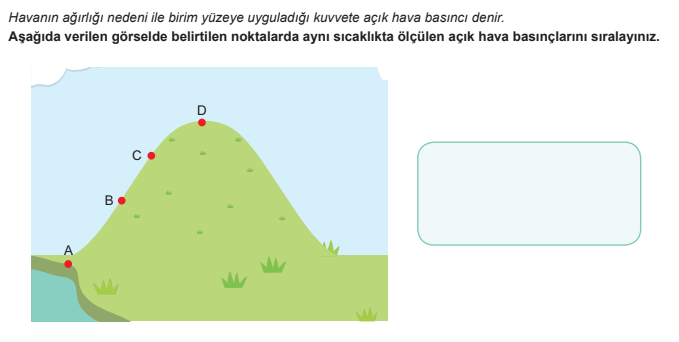 Havanın ağırlığı nedeni ile birim yüzeye uyguladığı kuvvete açık hava basıncı denir.
Aşağıda verilen görselde belirtilen noktalarda aynı sıcaklıkta ölçülen açık hava basınçlarını sıralayınız.
D
C
B
A